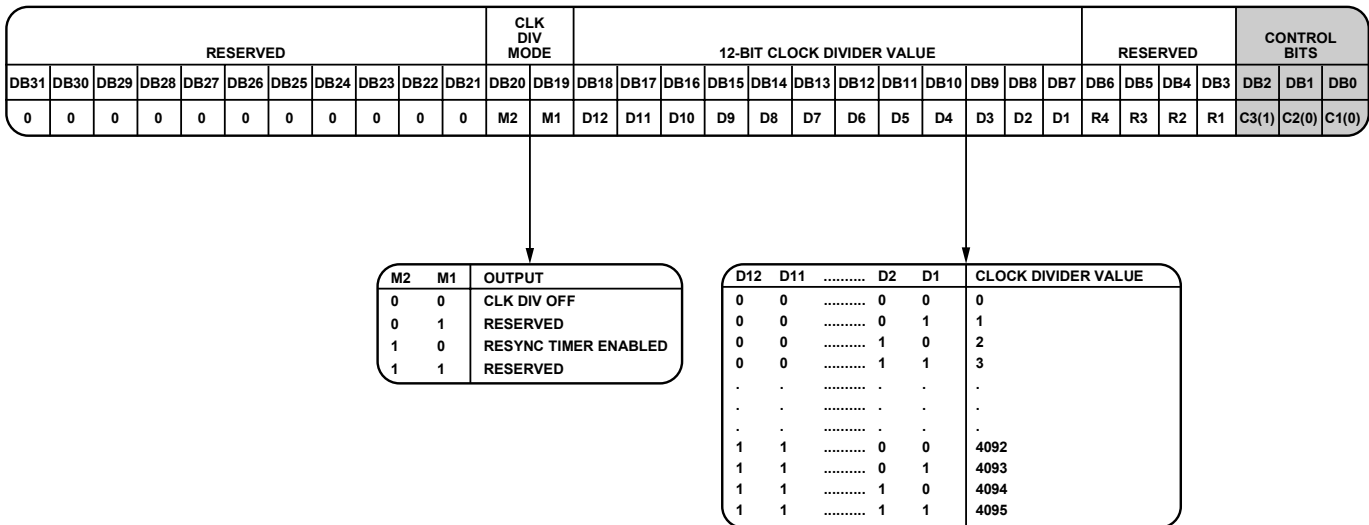 RESERVED
CLK
DIV
MODE
12-BIT CLOCK DIVIDER VALUE
RESERVED
CONTROL
BITS
DB31 DB30 DB29 DB28 DB27 DB26 DB25 DB24 DB23 DB22 DB21 DB20 DB19 DB18 DB17 DB16 DB15 DB14 DB13 DB12 DB11 DB10 DB9 DB8 DB7 DB6 DB5 DB4 DB3 DB2 DB1 DB0
0 0 0 0 0 0 0 0 0 0 0 M2 M1 D12 D11 D10 D9 D8 D7 D6 D5 D4 D3 D2 D1 R4 R3 R2 R1 C3(1) C2(0) C1(0)
M2 M1 OUTPUT
0 0 CLK DIV OFF
0 1 RESERVED
1 0 RESYNC TIMER ENABLED
1 1 RESERVED
D12 D11 .......... D2 D1 CLOCK DIVIDER VALUE
0 0 .......... 0 0 0
0 0 .......... 0 1 1
0 0 .......... 1 0 2
0 0 .......... 1 1 3
. . .......... . . .
. . .......... . . .
. . .......... . . .
1 1 .......... 0 0 4092
1 1 .......... 0 1 4093
1 1 .......... 1 0 4094
1 1 .......... 1 1 4095